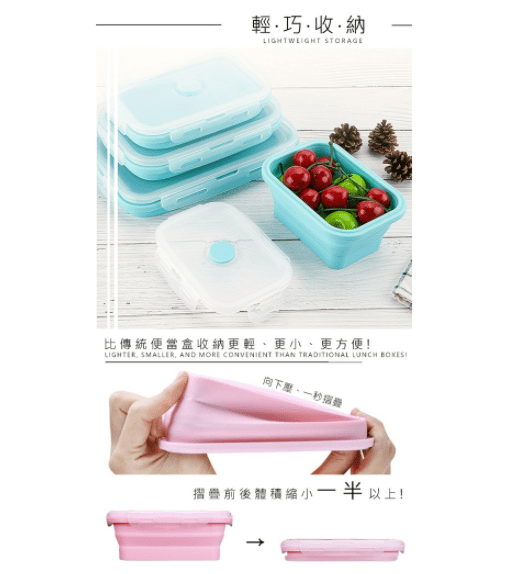 輕·巧·收·納
LIGHTWEIGHT STORAGE
比傳統便當盒收納更輕、更小、更方便!
LIGHTER, SMALLER, AND MORE CONVENIENT THAN TRADITIONAL LUNCH BOXES!
向下壓、一秒摺疊
摺疊前後體積縮小一半以上!